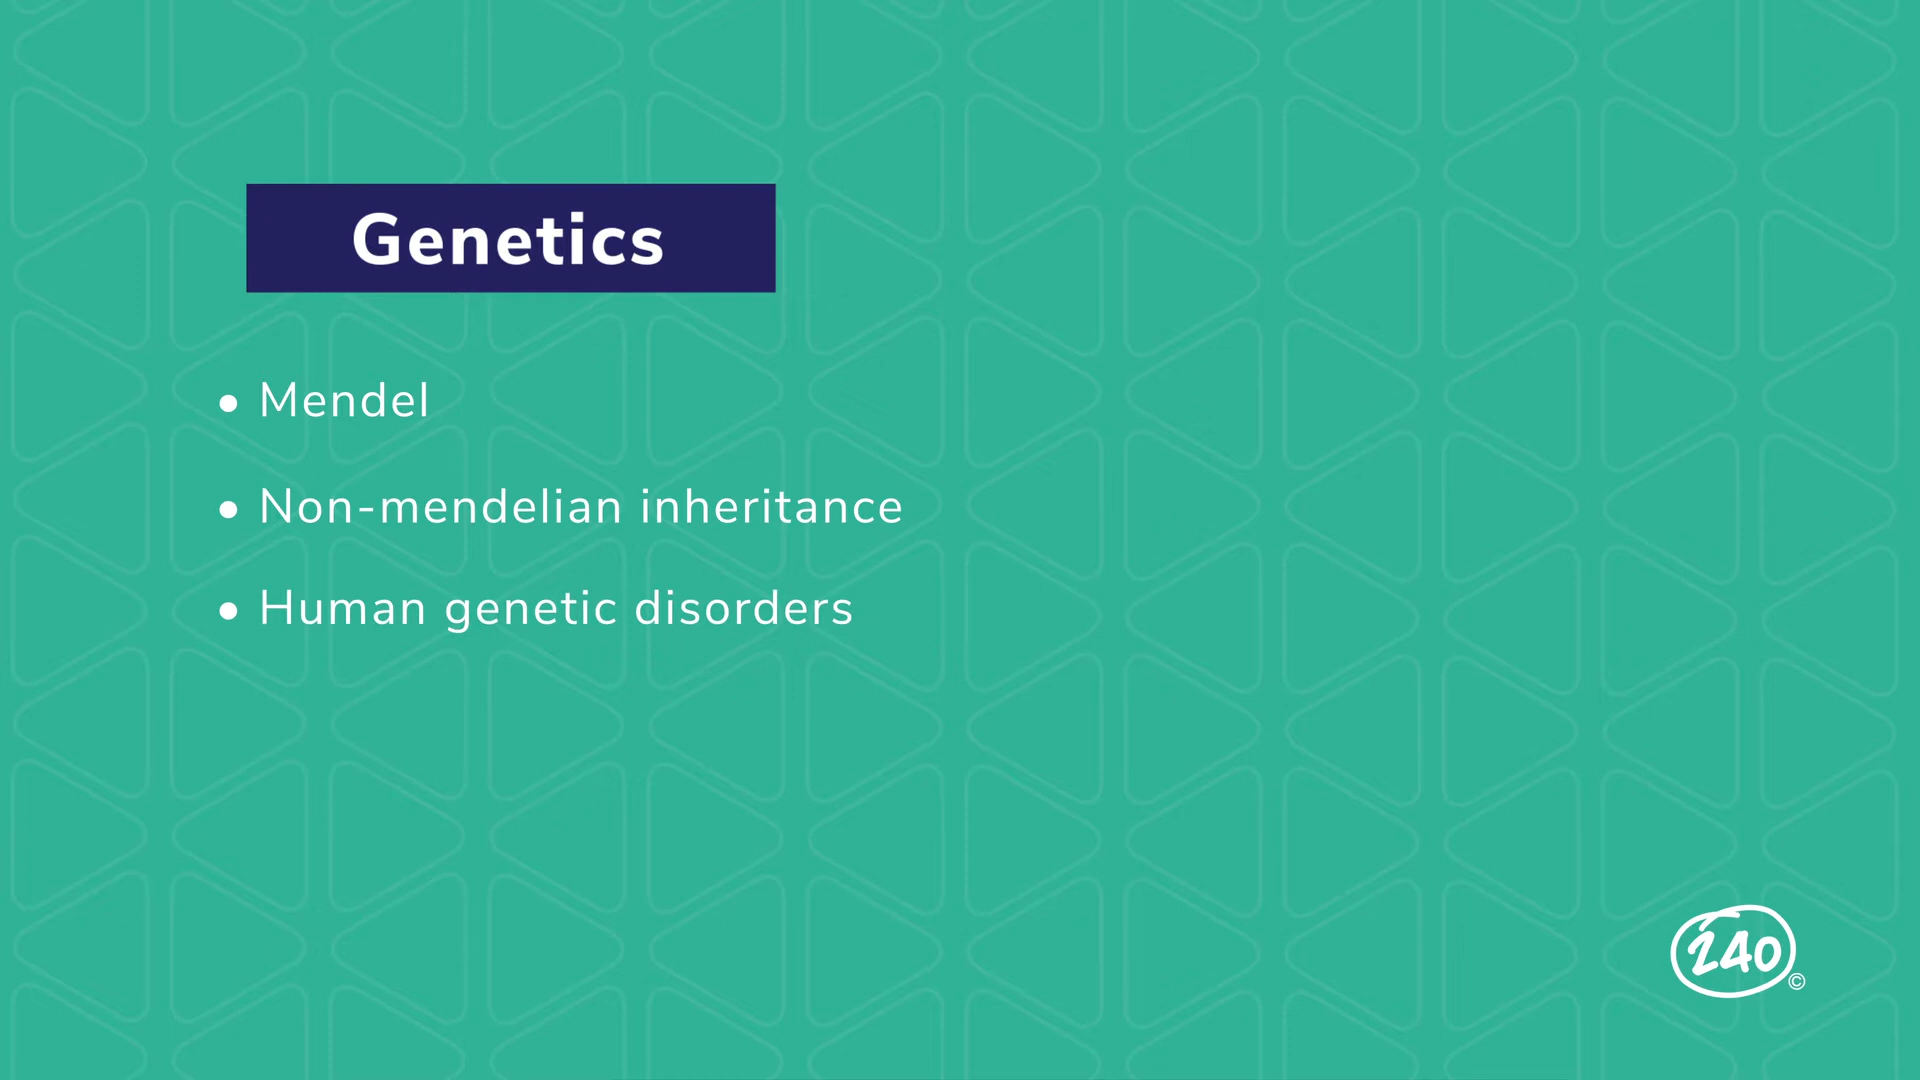 Genetics
• Mendel
• Non-mendelian inheritance
• Human genetic disorders
240
©